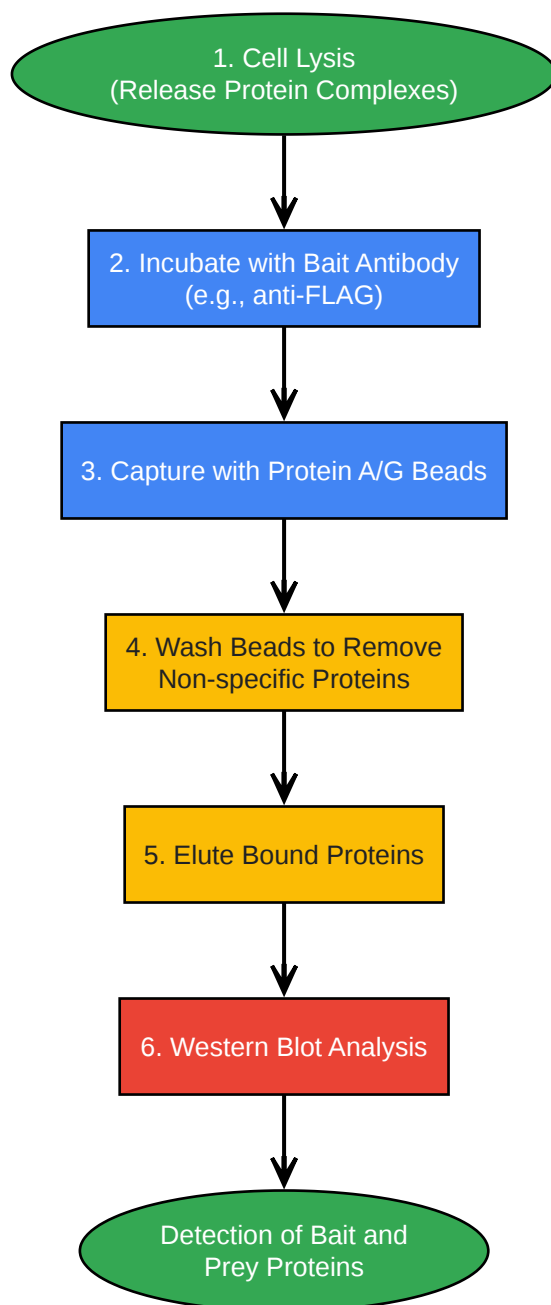 1. Cell Lysis
(Release Protein Complexes)
2. Incubate with Bait Antibody
(e.g., anti-FLAG)
3. Capture with Protein A/G Beads
4. Wash Beads to Remove
Non-specific Proteins
5. Elute Bound Proteins
6. Western Blot Analysis
Detection of Bait and
Prey Proteins